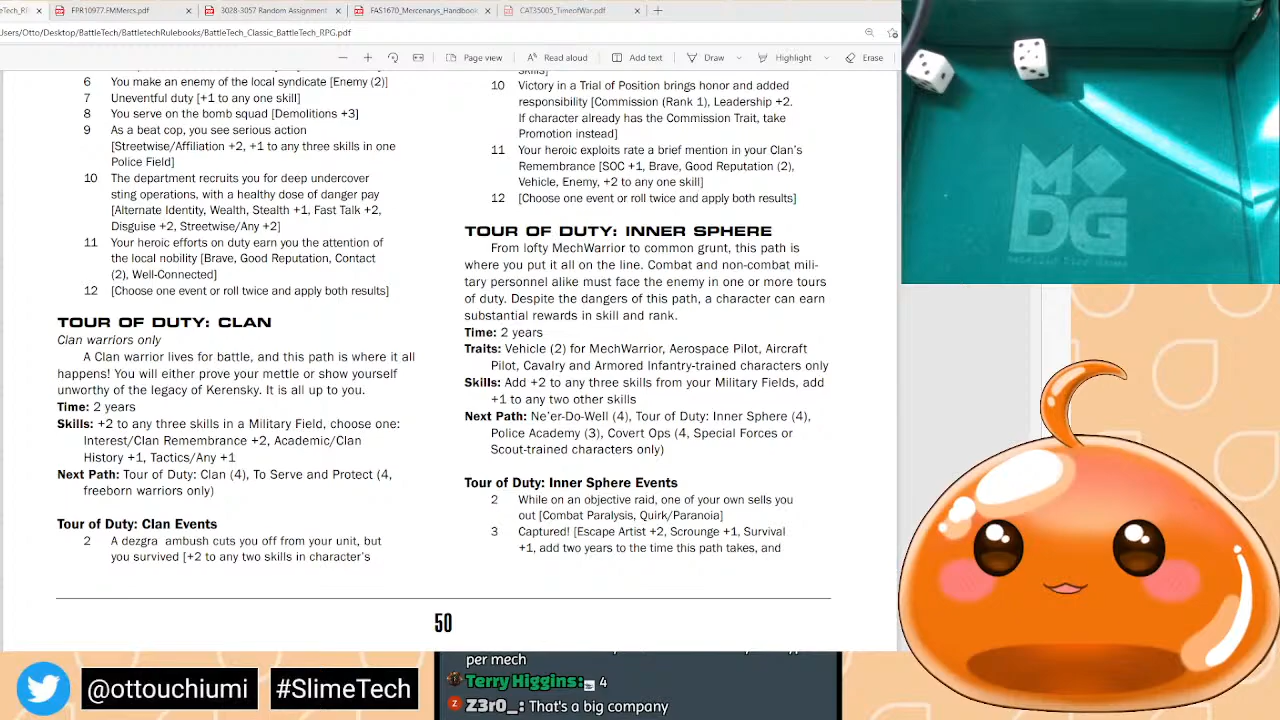 FPR10977.FMMercs.pdf
3028-3057 Random Assignment
FAS1670_Mercenarys_Handbook
CAT35005_TimeofWar.pdf
Users/Otto/Desktop/BattleTech/BattletechRulebooks/BattleTech_Classic_BattleTech_RPG.pdf
Page view
Read aloud
Add text
Draw
Highlight
Erase
6 You make an enemy of the local syndicate [Enemy (2)]
7 Uneventful duty [+1 to any one skill]
8 You serve on the bomb squad [Demolitions +3]
9 As a beat cop, you see serious action
[Streetwise/Affiliation +2, +1 to any three skills in one
Police Field]
10 The department recruits you for deep undercover
sting operations, with a healthy dose of danger pay
[Alternate Identity, Wealth, Stealth +1, Fast Talk +2,
Disguise +2, Streetwise/Any +2]
11 Your heroic efforts on duty earn you the attention of
the local nobility [Brave, Good Reputation, Contact
(2), Well-Connected]
12 [Choose one event or roll twice and apply both results]
TOUR OF DUTY: CLAN
Clan warriors only
A Clan warrior lives for battle, and this path is where it all
happens! You will either prove your mettle or show yourself
unworthy of the legacy of Kerensky. It is all up to you.
Time: 2 years
Skills: +2 to any three skills in a Military Field, choose one:
Interest/Clan Remembrance +2, Academic/Clan
History +1, Tactics/Any +1
Next Path: Tour of Duty: Clan (4), To Serve and Protect (4,
freeborn warriors only)
Tour of Duty: Clan Events
2 A dezgra ambush cuts you off from your unit, but
you survived [+2 to any two skills in character's
skills]
10 Victory in a Trial of Position brings honor and added
responsibility [Commission (Rank 1), Leadership +2.
If character already has the Commission Trait, take
Promotion instead]
11 Your heroic exploits rate a brief mention in your Clan's
Remembrance [SOC +1, Brave, Good Reputation (2),
Vehicle, Enemy, +2 to any one skill]
12 [Choose one event or roll twice and apply both results]
TOUR OF DUTY: INNER SPHERE
From lofty MechWarrior to common grunt, this path is
where you put it all on the line. Combat and non-combat mili-
tary personnel alike must face the enemy in one or more tours
of duty. Despite the dangers of this path, a character can earn
substantial rewards in skill and rank.
Time: 2 years
Traits: Vehicle (2) for MechWarrior, Aerospace Pilot, Aircraft
Pilot, Cavalry and Armored Infantry-trained characters only
Skills: Add +2 to any three skills from your Military Fields, add
+1 to any two other skills
Next Path: Ne'er-Do-Well (4), Tour of Duty: Inner Sphere (4),
Police Academy (3), Covert Ops (4, Special Forces or
Scout-trained characters only)
Tour of Duty: Inner Sphere Events
2 While on an objective raid, one of your own sells you
out [Combat Paralysis, Quirk/Paranoia]
3 Captured! [Escape Artist +2, Scrounge +1, Survival
+1, add two years to the time this path takes, and
50
MDG
@ottouchiumi
#SlimeTech
per mech
Terry Higgins: 4
Z3r0_: That's a big company